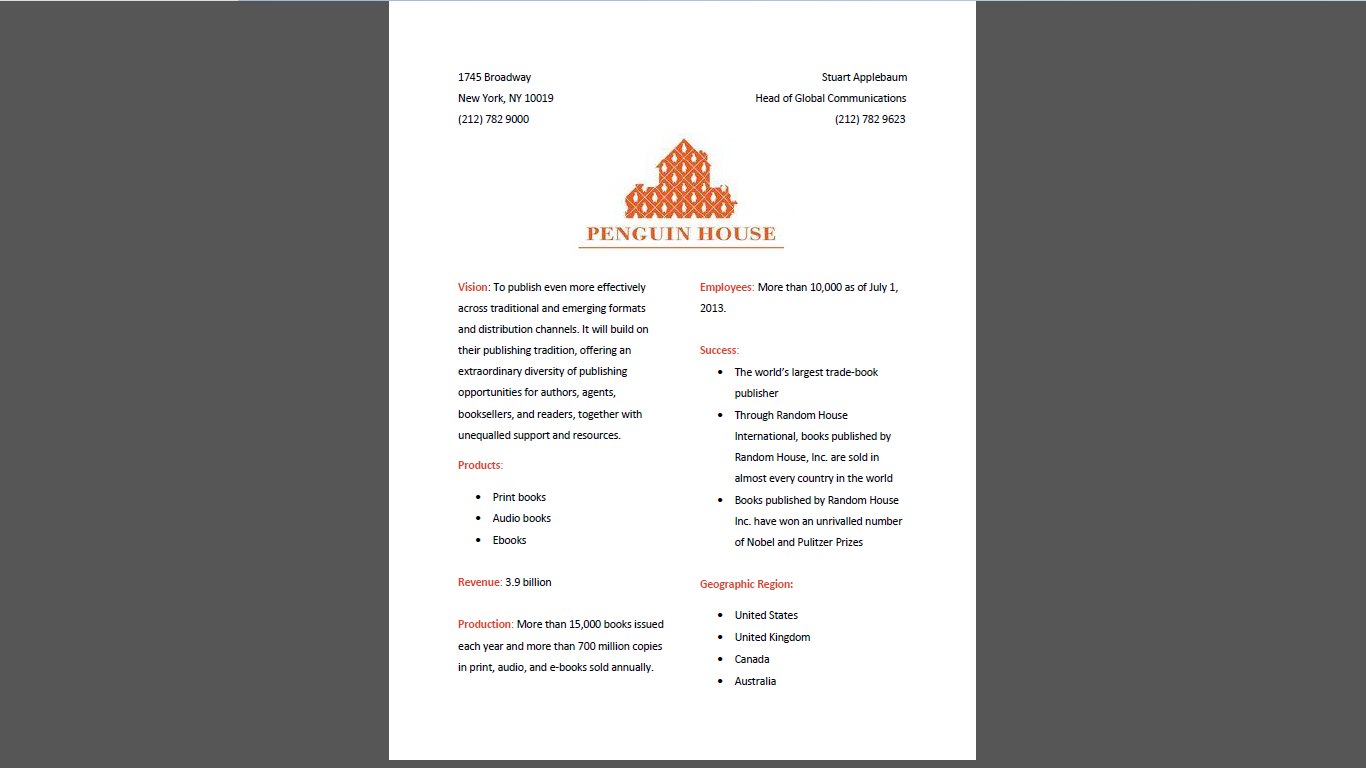 1745 Broadway
New York, NY 10019
(212) 782 9000
Stuart Applebaum
Head of Global Communications
(212) 782 9623
PENGUIN HOUSE
Vision: To publish even more effectively
across traditional and emerging formats
and distribution channels. It will build on
their publishing tradition, offering an
extraordinary diversity of publishing
opportunities for authors, agents,
booksellers, and readers, together with
unequalled support and resources.
Products:
• Print books
• Audio books
• Ebooks
Revenue: 3.9 billion
Production: More than 15,000 books issued
each year and more than 700 million copies
in print, audio, and e-books sold annually.
Employees: More than 10,000 as of July 1,
2013.
Success:
• The world’s largest trade-book
publisher
• Through Random House
International, books published by
Random House, Inc. are sold in
almost every country in the world
• Books published by Random House
Inc. have won an unrivalled number
of Nobel and Pulitzer Prizes
Geographic Region:
• United States
• United Kingdom
• Canada
• Australia